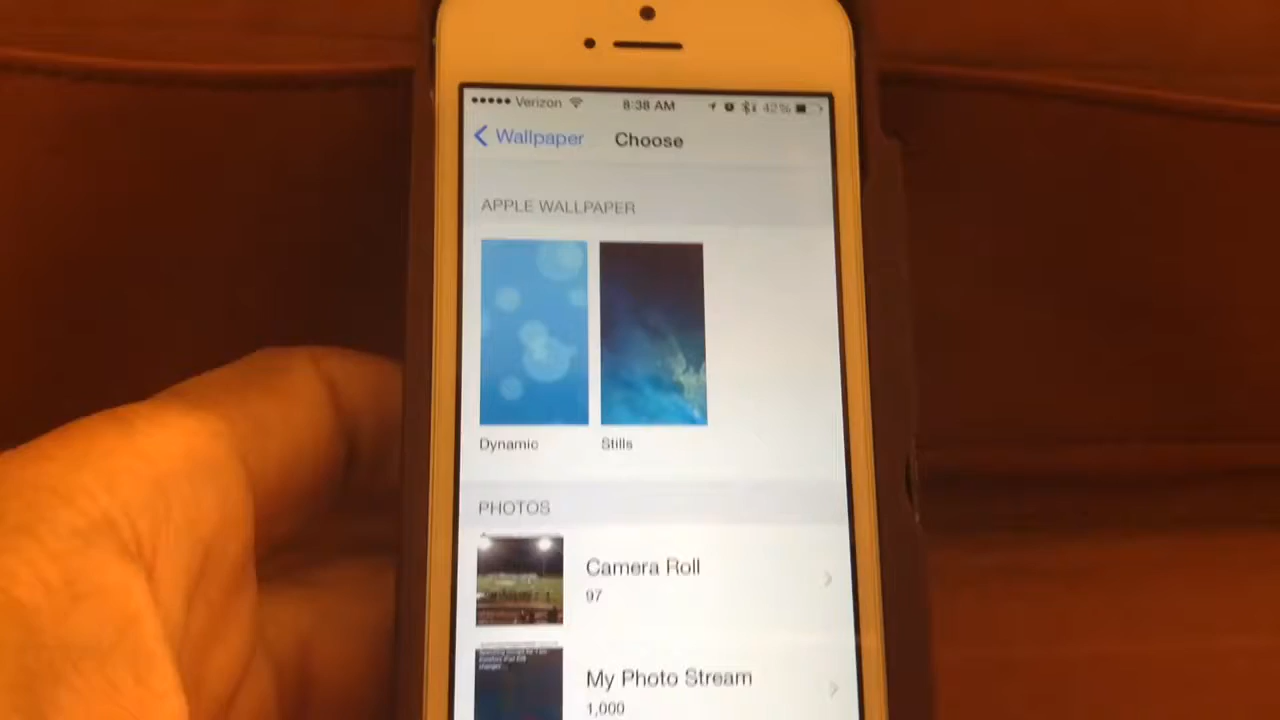 Verizon 8:38 AM 42%
Wallpaper Choose
APPLE WALLPAPER
Dynamic Stills
PHOTOS
Camera Roll
97
My Photo Stream
1,000